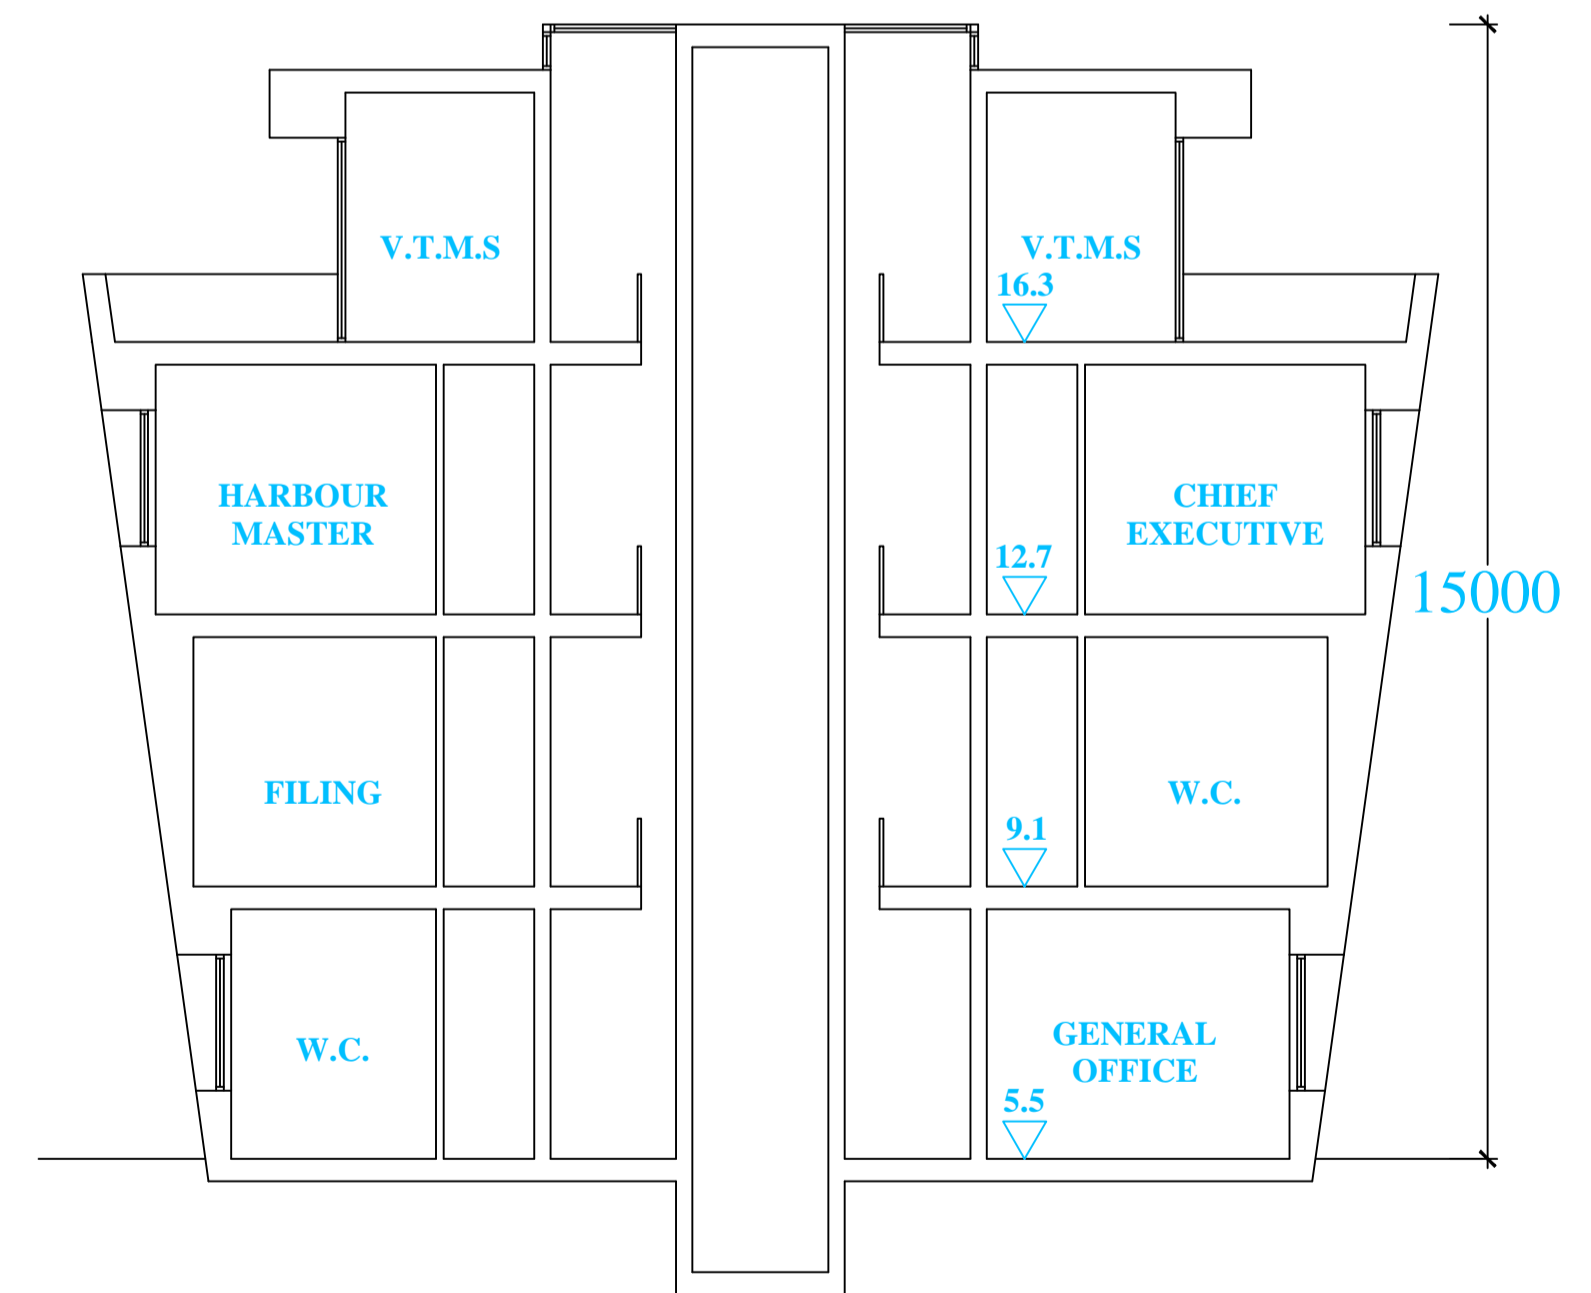 V.T.M.S
V.T.M.S
16.3
HARBOUR
MASTER
CHIEF
EXECUTIVE
12.7
15000
FILING
W.C.
9.1
W.C.
GENERAL
OFFICE
5.5